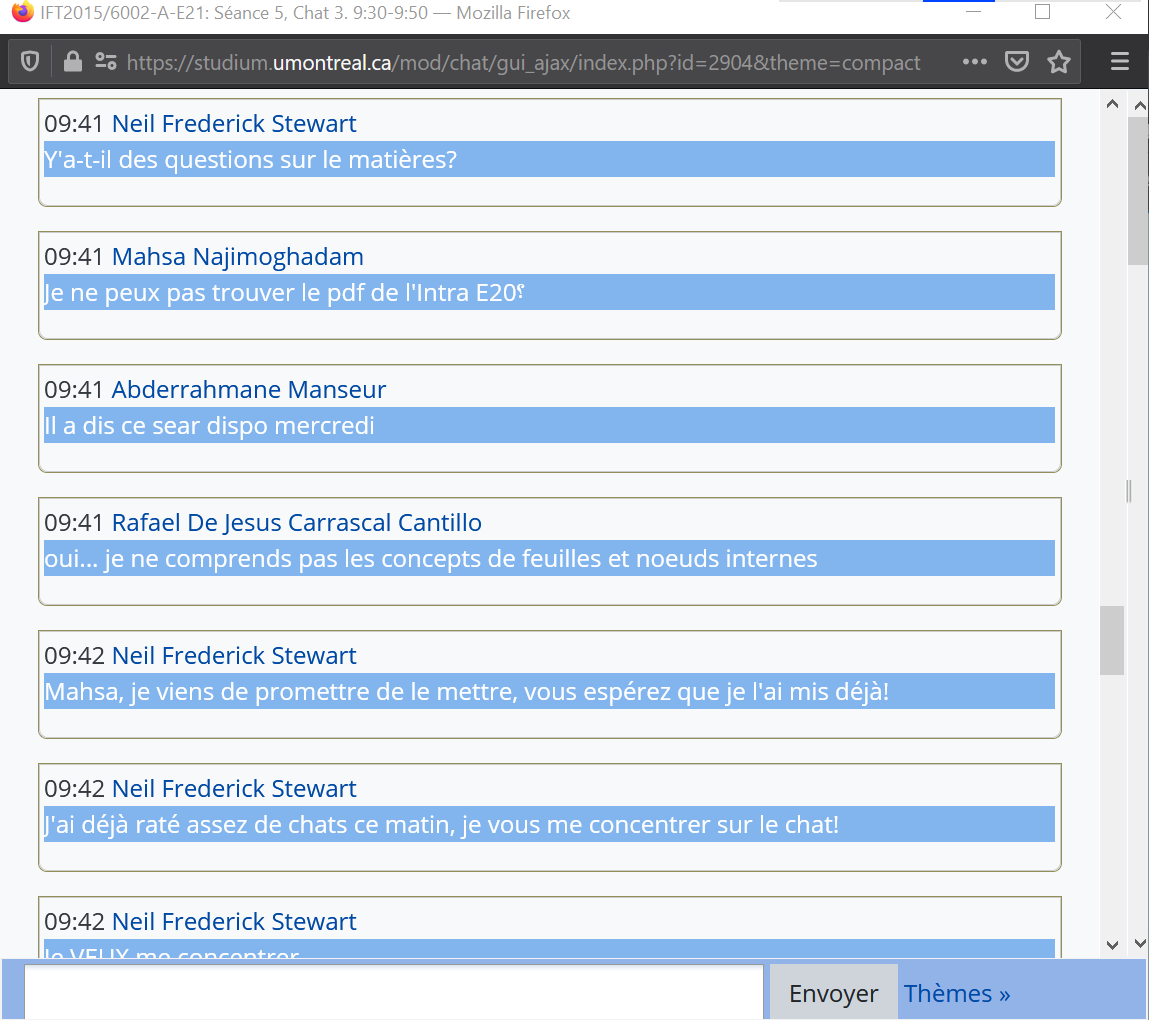 IFT2015/6002-A-E21: Séance 5, Chat 3. 9:30-9:50 — Mozilla Firefox
https://studium.umontreal.ca/mod/chat/gui_ajax/index.php?id=2904&theme=compact
09:41 Neil Frederick Stewart
Y'a-t-il des questions sur le matières?
09:41 Mahsa Najimoghadam
Je ne peux pas trouver le pdf de l'Intra E20؟
09:41 Abderrahmane Manseur
Il a dis ce sear dispo mercredi
09:41 Rafael De Jesus Carrascal Cantillo
oui... je ne comprends pas les concepts de feuilles et noeuds internes
09:42 Neil Frederick Stewart
Mahsa, je viens de promettre de le mettre, vous espérez que je l'ai mis déjà!
09:42 Neil Frederick Stewart
J'ai déjà raté assez de chats ce matin, je vous me concentrer sur le chat!
09:42 Neil Frederick Stewart
Je VEUX me concentrer
Envoyer Thèmes »